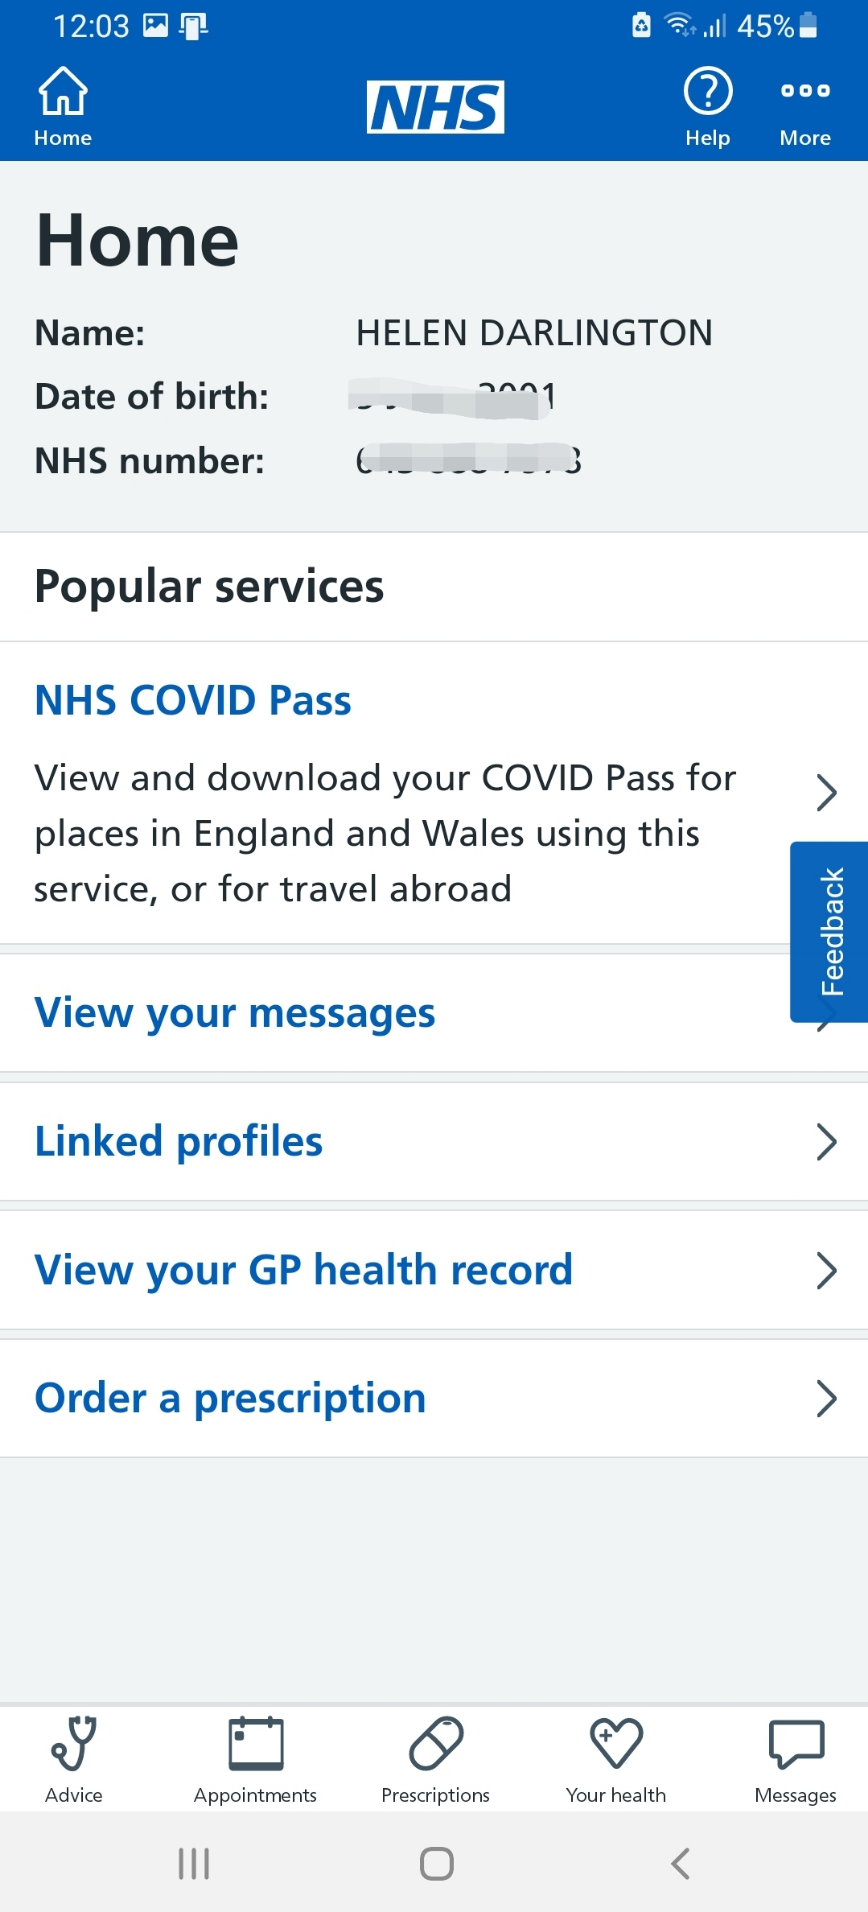 12:03 45%
Home NHS Help More
Home
Name: HELEN DARLINGTON
Date of birth:
NHS number:
Popular services
NHS COVID Pass
View and download your COVID Pass for
places in England and Wales using this
service, or for travel abroad
Feedback
View your messages
Linked profiles
View your GP health record
Order a prescription
Advice Appointments Prescriptions Your health Messages